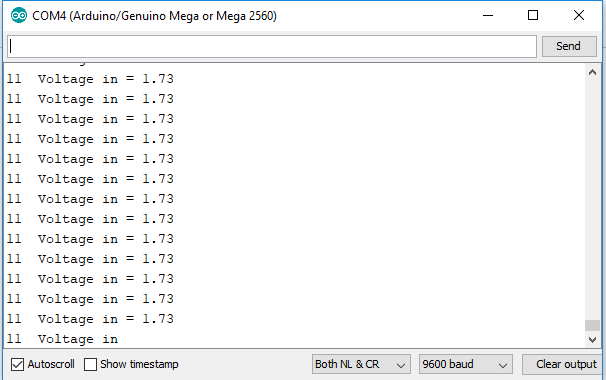 COM4 (Arduino/Genuino Mega or Mega 2560)
Send
11  Voltage in = 1.73
11  Voltage in = 1.73
11  Voltage in = 1.73
11  Voltage in = 1.73
11  Voltage in = 1.73
11  Voltage in = 1.73
11  Voltage in = 1.73
11  Voltage in = 1.73
11  Voltage in = 1.73
11  Voltage in = 1.73
11  Voltage in = 1.73
11  Voltage in = 1.73
11  Voltage in = 1.73
11  Voltage in
Autoscroll Show timestamp Both NL & CR 9600 baud Clear output